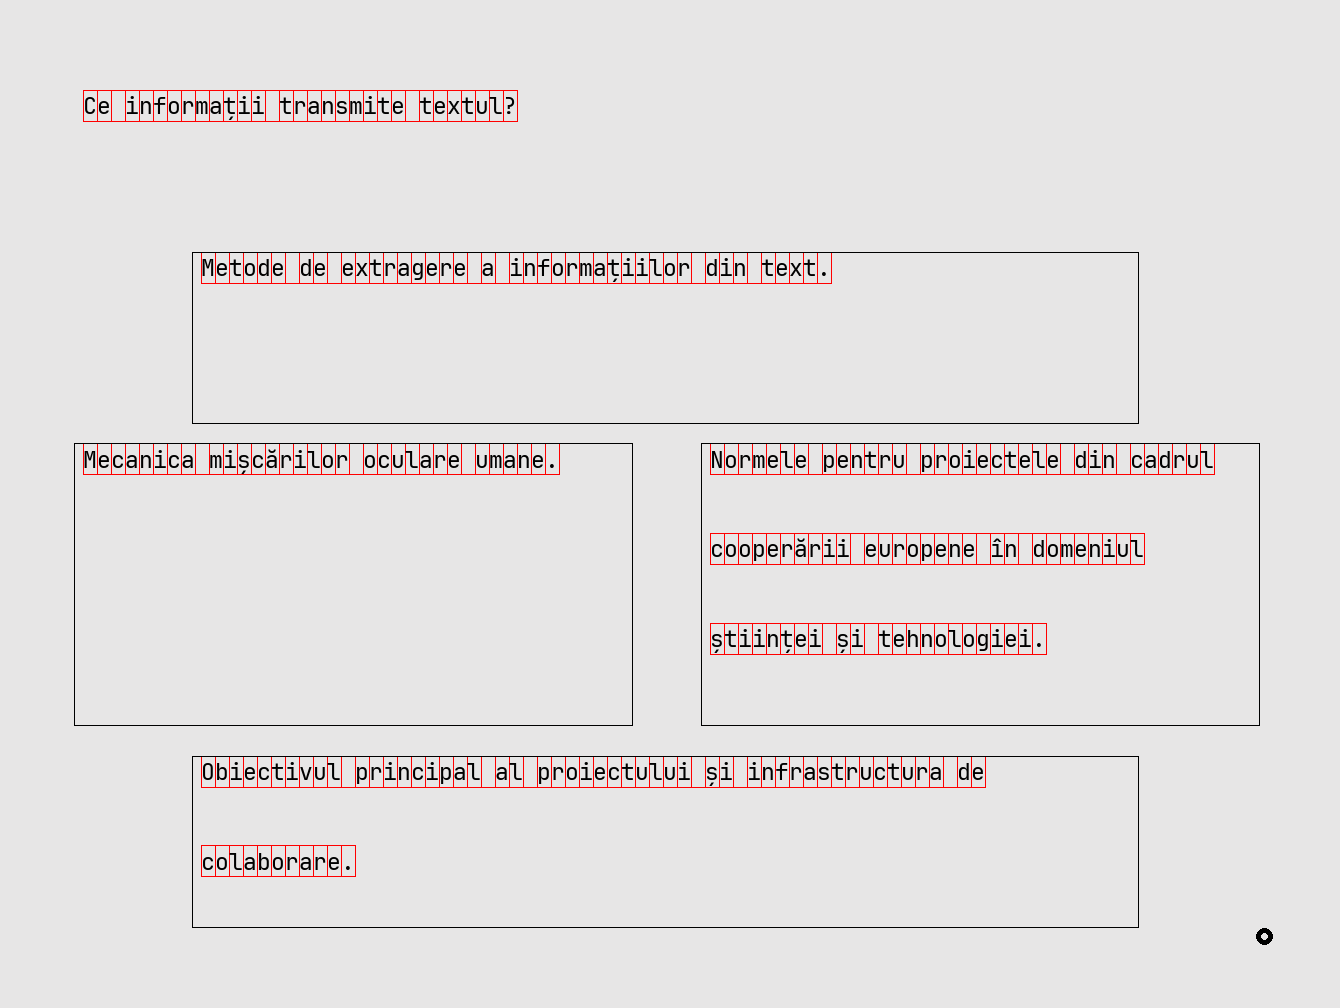 Ce informații transmite textul?
Metode de extragere a informațiilor din text.
Mecanica mișcărilor oculare umane.
Normele pentru proiectele din cadrul
cooperării europene în domeniul
științei și tehnologiei.
Obiectivul principal al proiectului și infrastructura de
colaborare.